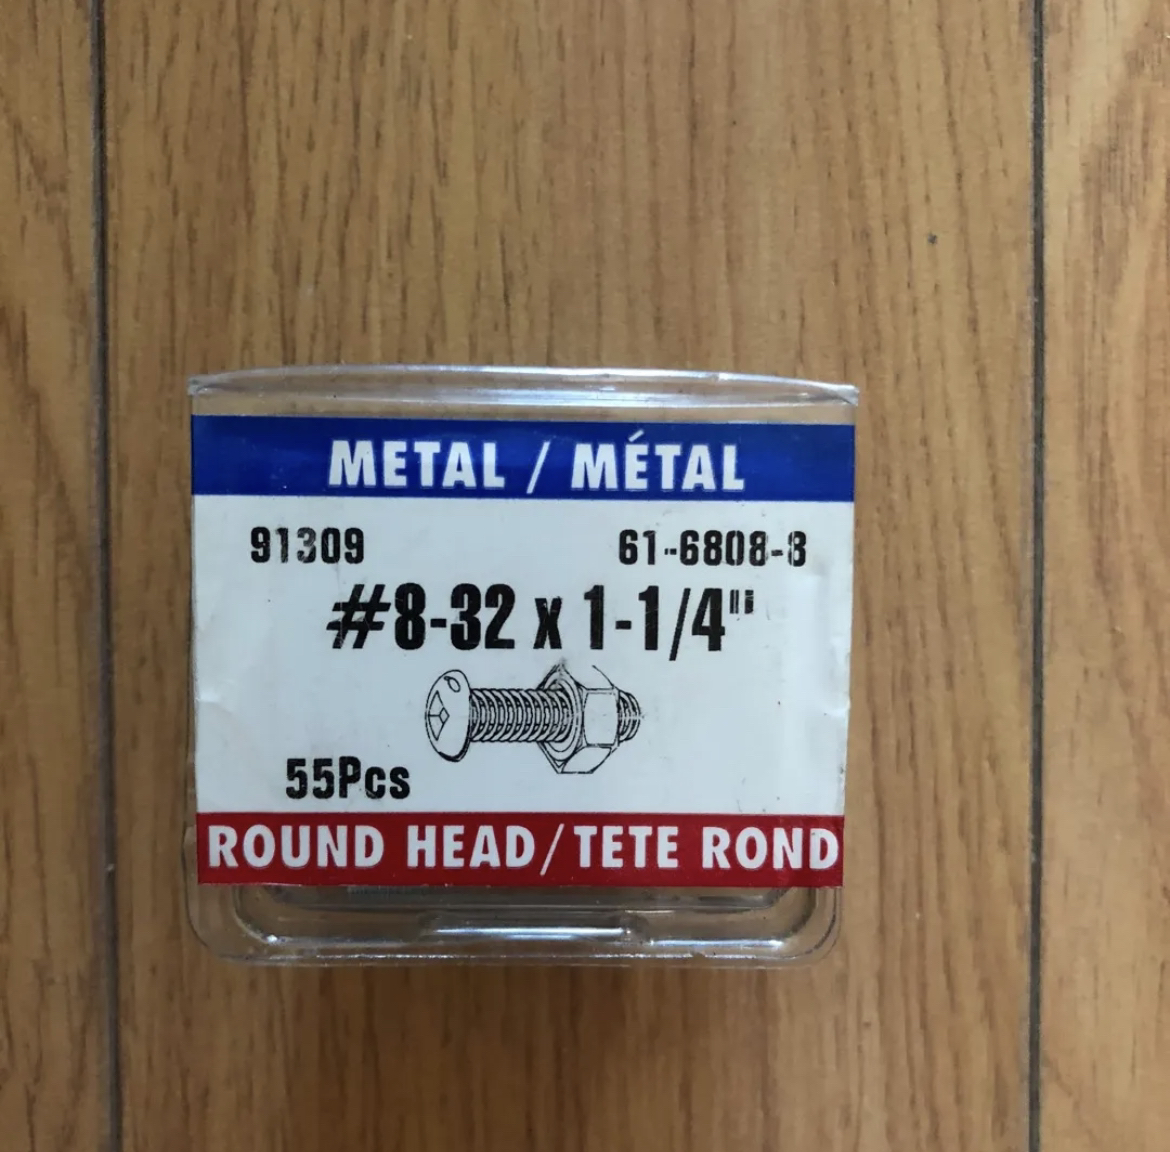 METAL / MÉTAL
91309 61-6808-8
#8-32 x 1-1/4"
55Pcs
ROUND HEAD/TETE ROND